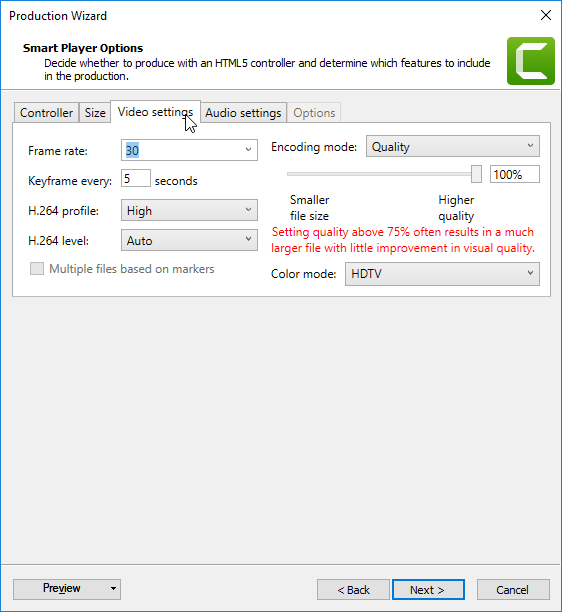 Production Wizard
Smart Player Options
Decide whether to produce with an HTML5 controller and determine which features to include
in the production.
Controller Size Video settings Audio settings Options
Frame rate: 30
Keyframe every: 5 seconds
H.264 profile: High
H.264 level: Auto
Multiple files based on markers
Encoding mode: Quality
100%
Smaller Higher
file size quality
Setting quality above 75% often results in a much
larger file with little improvement in visual quality.
Color mode: HDTV
Preview < Back Next > Cancel